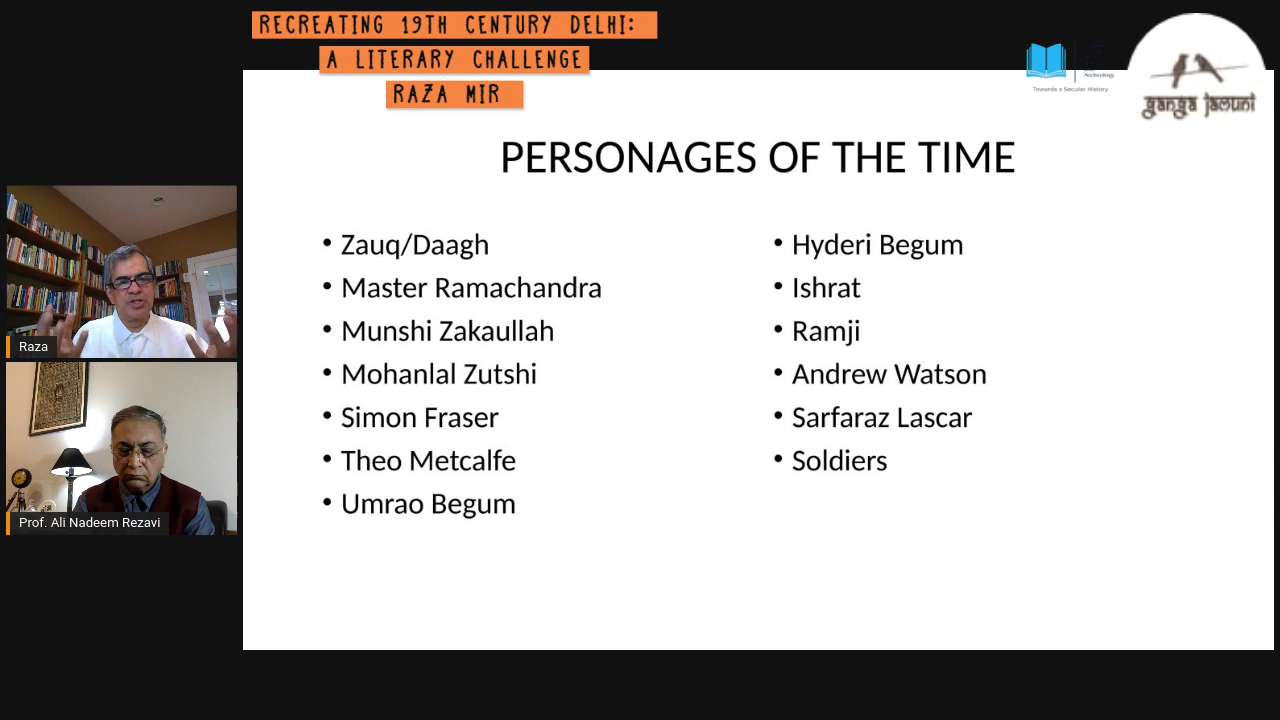 RECREATING 19TH CENTURY DELHI:
A LITERARY CHALLENGE
RAZA MIR
Archeology
Towards a Secular History
ganga jamuni
PERSONAGES OF THE TIME
• Zauq/Daagh
• Master Ramachandra
• Munshi Zakaullah
• Mohanlal Zutshi
• Simon Fraser
• Theo Metcalfe
• Umrao Begum
• Hyderi Begum
• Ishrat
• Ramji
• Andrew Watson
• Sarfaraz Lascar
• Soldiers
Raza
Prof. Ali Nadeem Rezavi